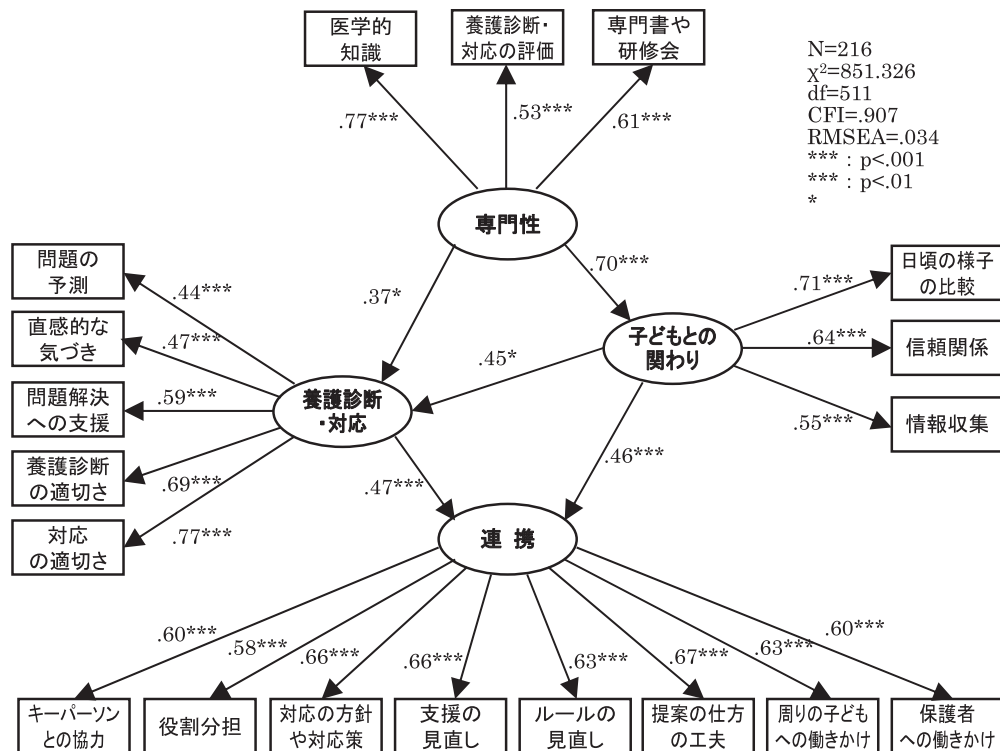 医学的
知識
養護診断・
対応の評価
専門書や
研修会
N=216
χ²=851.326
df=511
CFI=.907
RMSEA=.034
*** : p<.001
*** : p<.01
*
.77***
.53***
.61***
専門性
問題の
予測
直感的な
気づき
問題解決
への支援
養護診断
の適切さ
対応
の適切さ
.44***
.47***
.59***
.69***
.77***
.37*
.70***
.45*
養護診断
・対応
子どもとの
関わり
.71***
.64***
.55***
日頃の様子
の比較
信頼関係
情報収集
.47***
.46***
連 携
.60***
.58***
.66***
.66***
.63***
.67***
.63***
.60***
キーパーソン
との協力
役割分担
対応の方針
や対応策
支援の
見直し
ルールの
見直し
提案の仕方
の工夫
周りの子ども
への働きかけ
保護者
への働きかけ